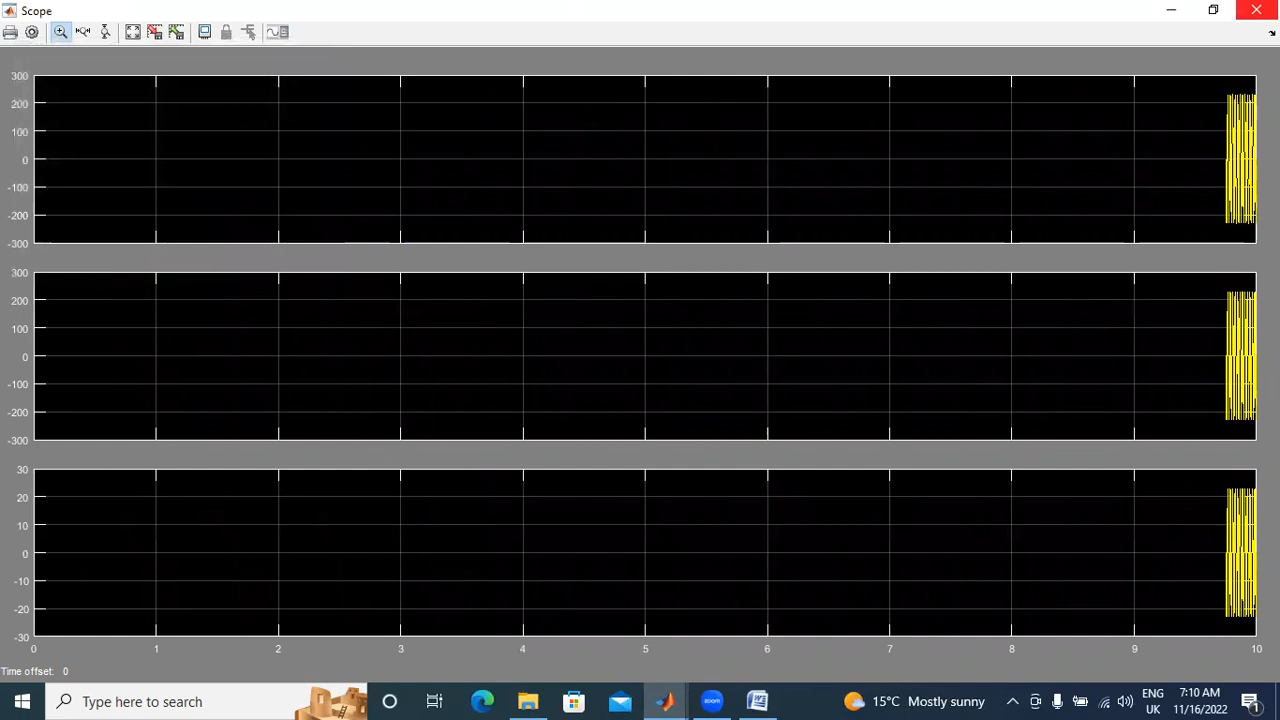 Scope
300
200
100
0
-100
-200
-300
300
200
100
0
-100
-200
-300
30
20
10
0
-10
-20
-30
0 1 2 3 4 5 6 7 8 9 10
Time offset: 0
Type here to search
zoom
15°C Mostly sunny
ENG
UK
7:10 AM
11/16/2022
1